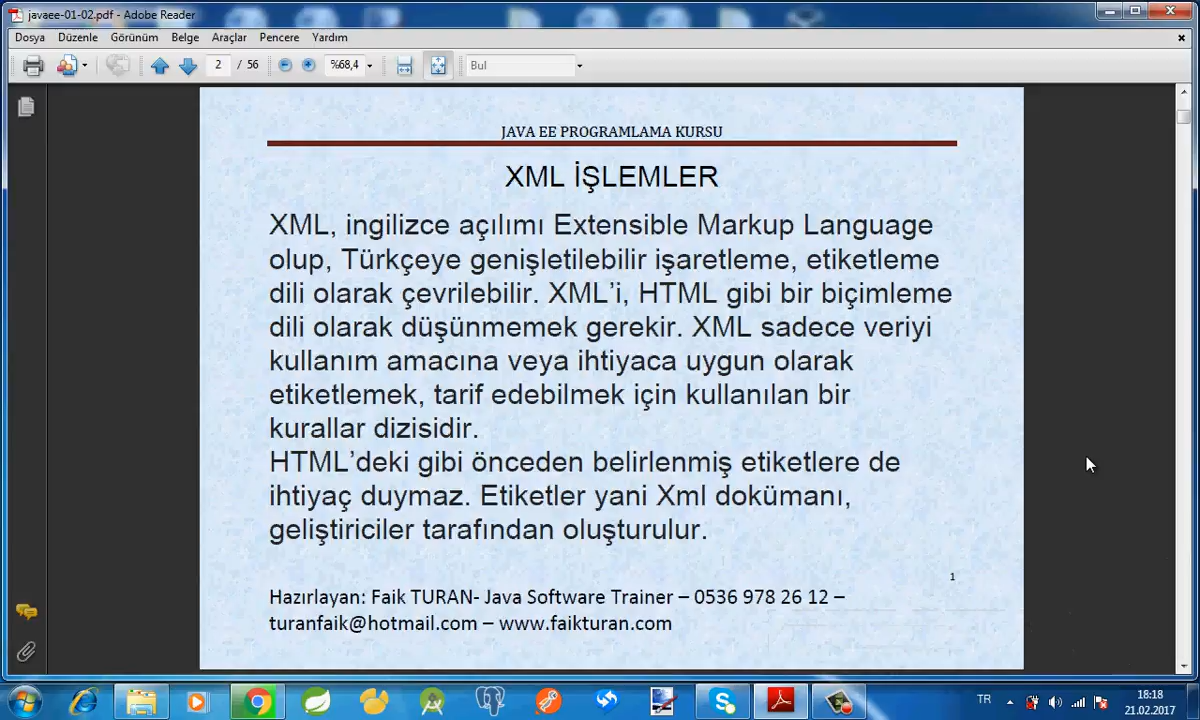 javaee-01-02.pdf - Adobe Reader
Dosya Düzenle Görünüm Belge Araçlar Pencere Yardım
2 / 56 %68,4 Bul
JAVA EE PROGRAMLAMA KURSU
XML İŞLEMLER
XML, ingilizce açılımı Extensible Markup Language
olup, Türkçeye genişletilebilir işaretleme, etiketleme
dili olarak çevrilebilir. XML’i, HTML gibi bir biçimleme
dili olarak düşünmemek gerekir. XML sadece veriyi
kullanım amacına veya ihtiyaca uygun olarak
etiketlemek, tarif edebilmek için kullanılan bir
kurallar dizisidir.
HTML’deki gibi önceden belirlenmiş etiketlere de
ihtiyaç duymaz. Etiketler yani Xml dokümanı,
geliştiriciler tarafından oluşturulur.
1
Hazırlayan: Faik TURAN- Java Software Trainer – 0536 978 26 12 –
turanfaik@hotmail.com – www.faikturan.com
TR 18:18
21.02.2017